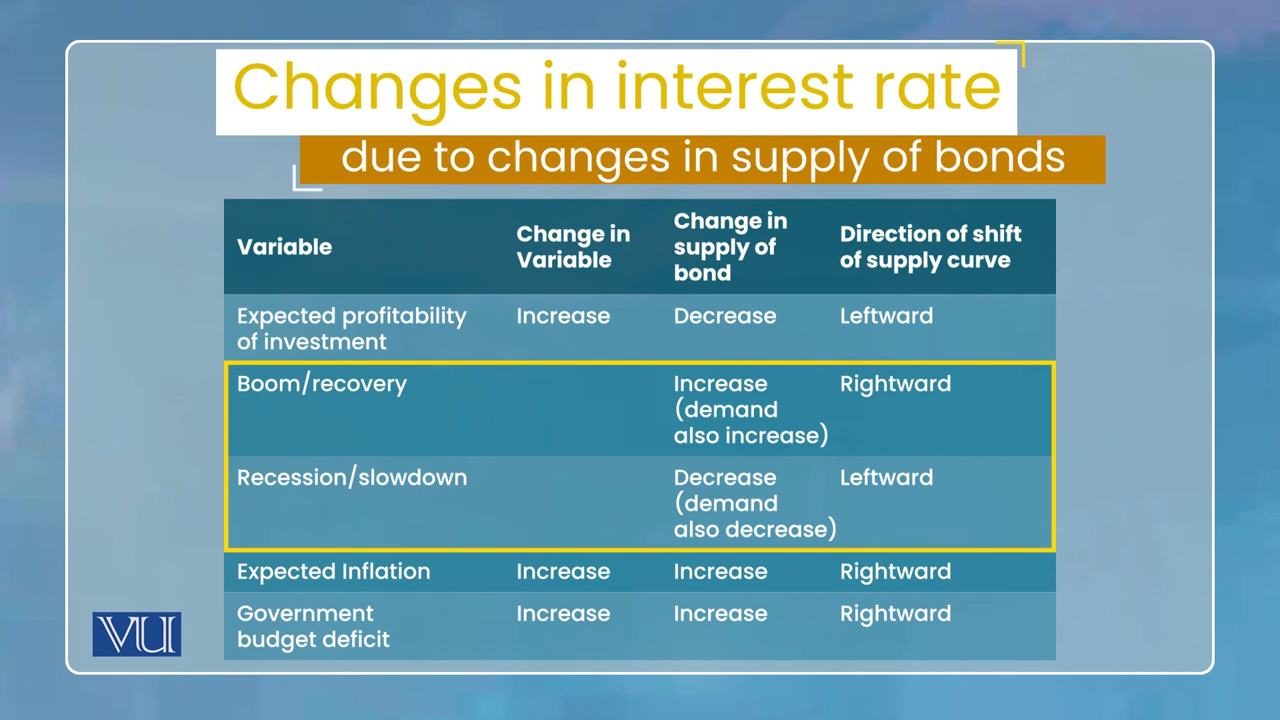 Changes in interest rate
due to changes in supply of bonds
Variable
Change in
Variable
Change in
supply of
bond
Direction of shift
of supply curve
Expected profitability
of investment
Increase
Decrease
Leftward
Boom/recovery
Increase
(demand
also increase)
Rightward
Recession/slowdown
Decrease
(demand
also decrease)
Leftward
Expected Inflation
Increase
Increase
Rightward
Government
budget deficit
Increase
Increase
Rightward
VU